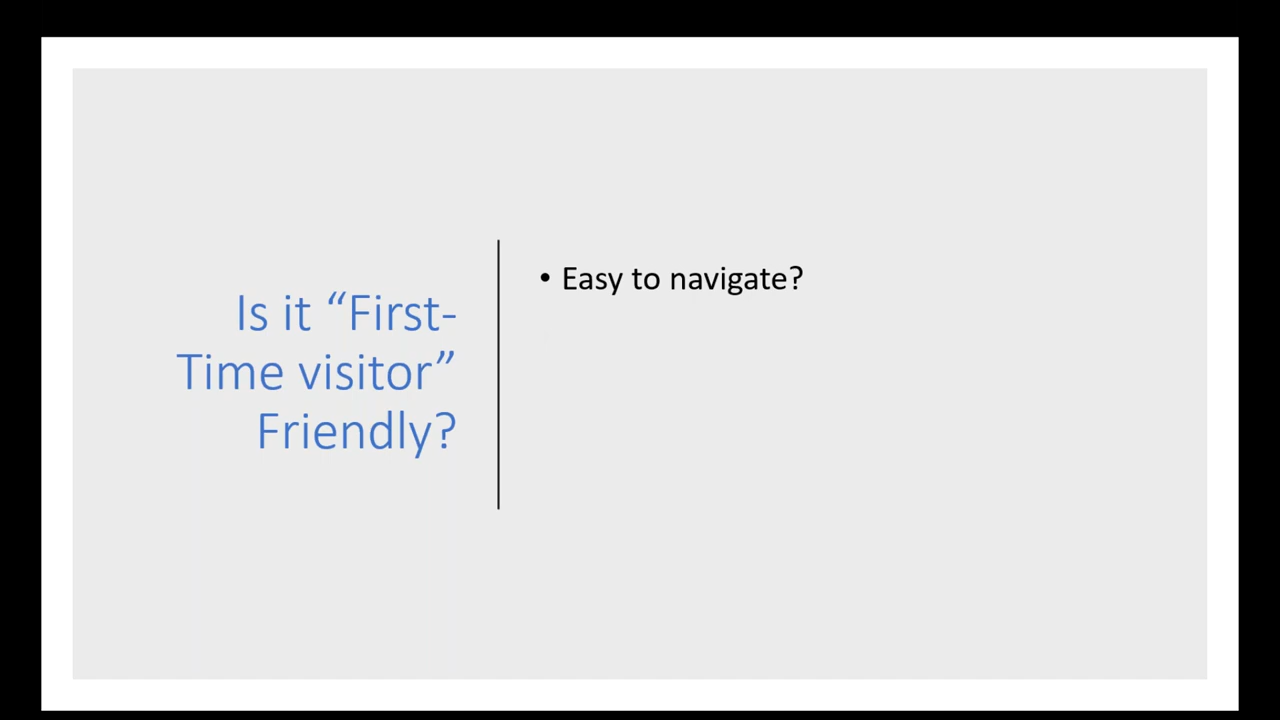 Is it “First-
Time visitor”
Friendly?
• Easy to navigate?